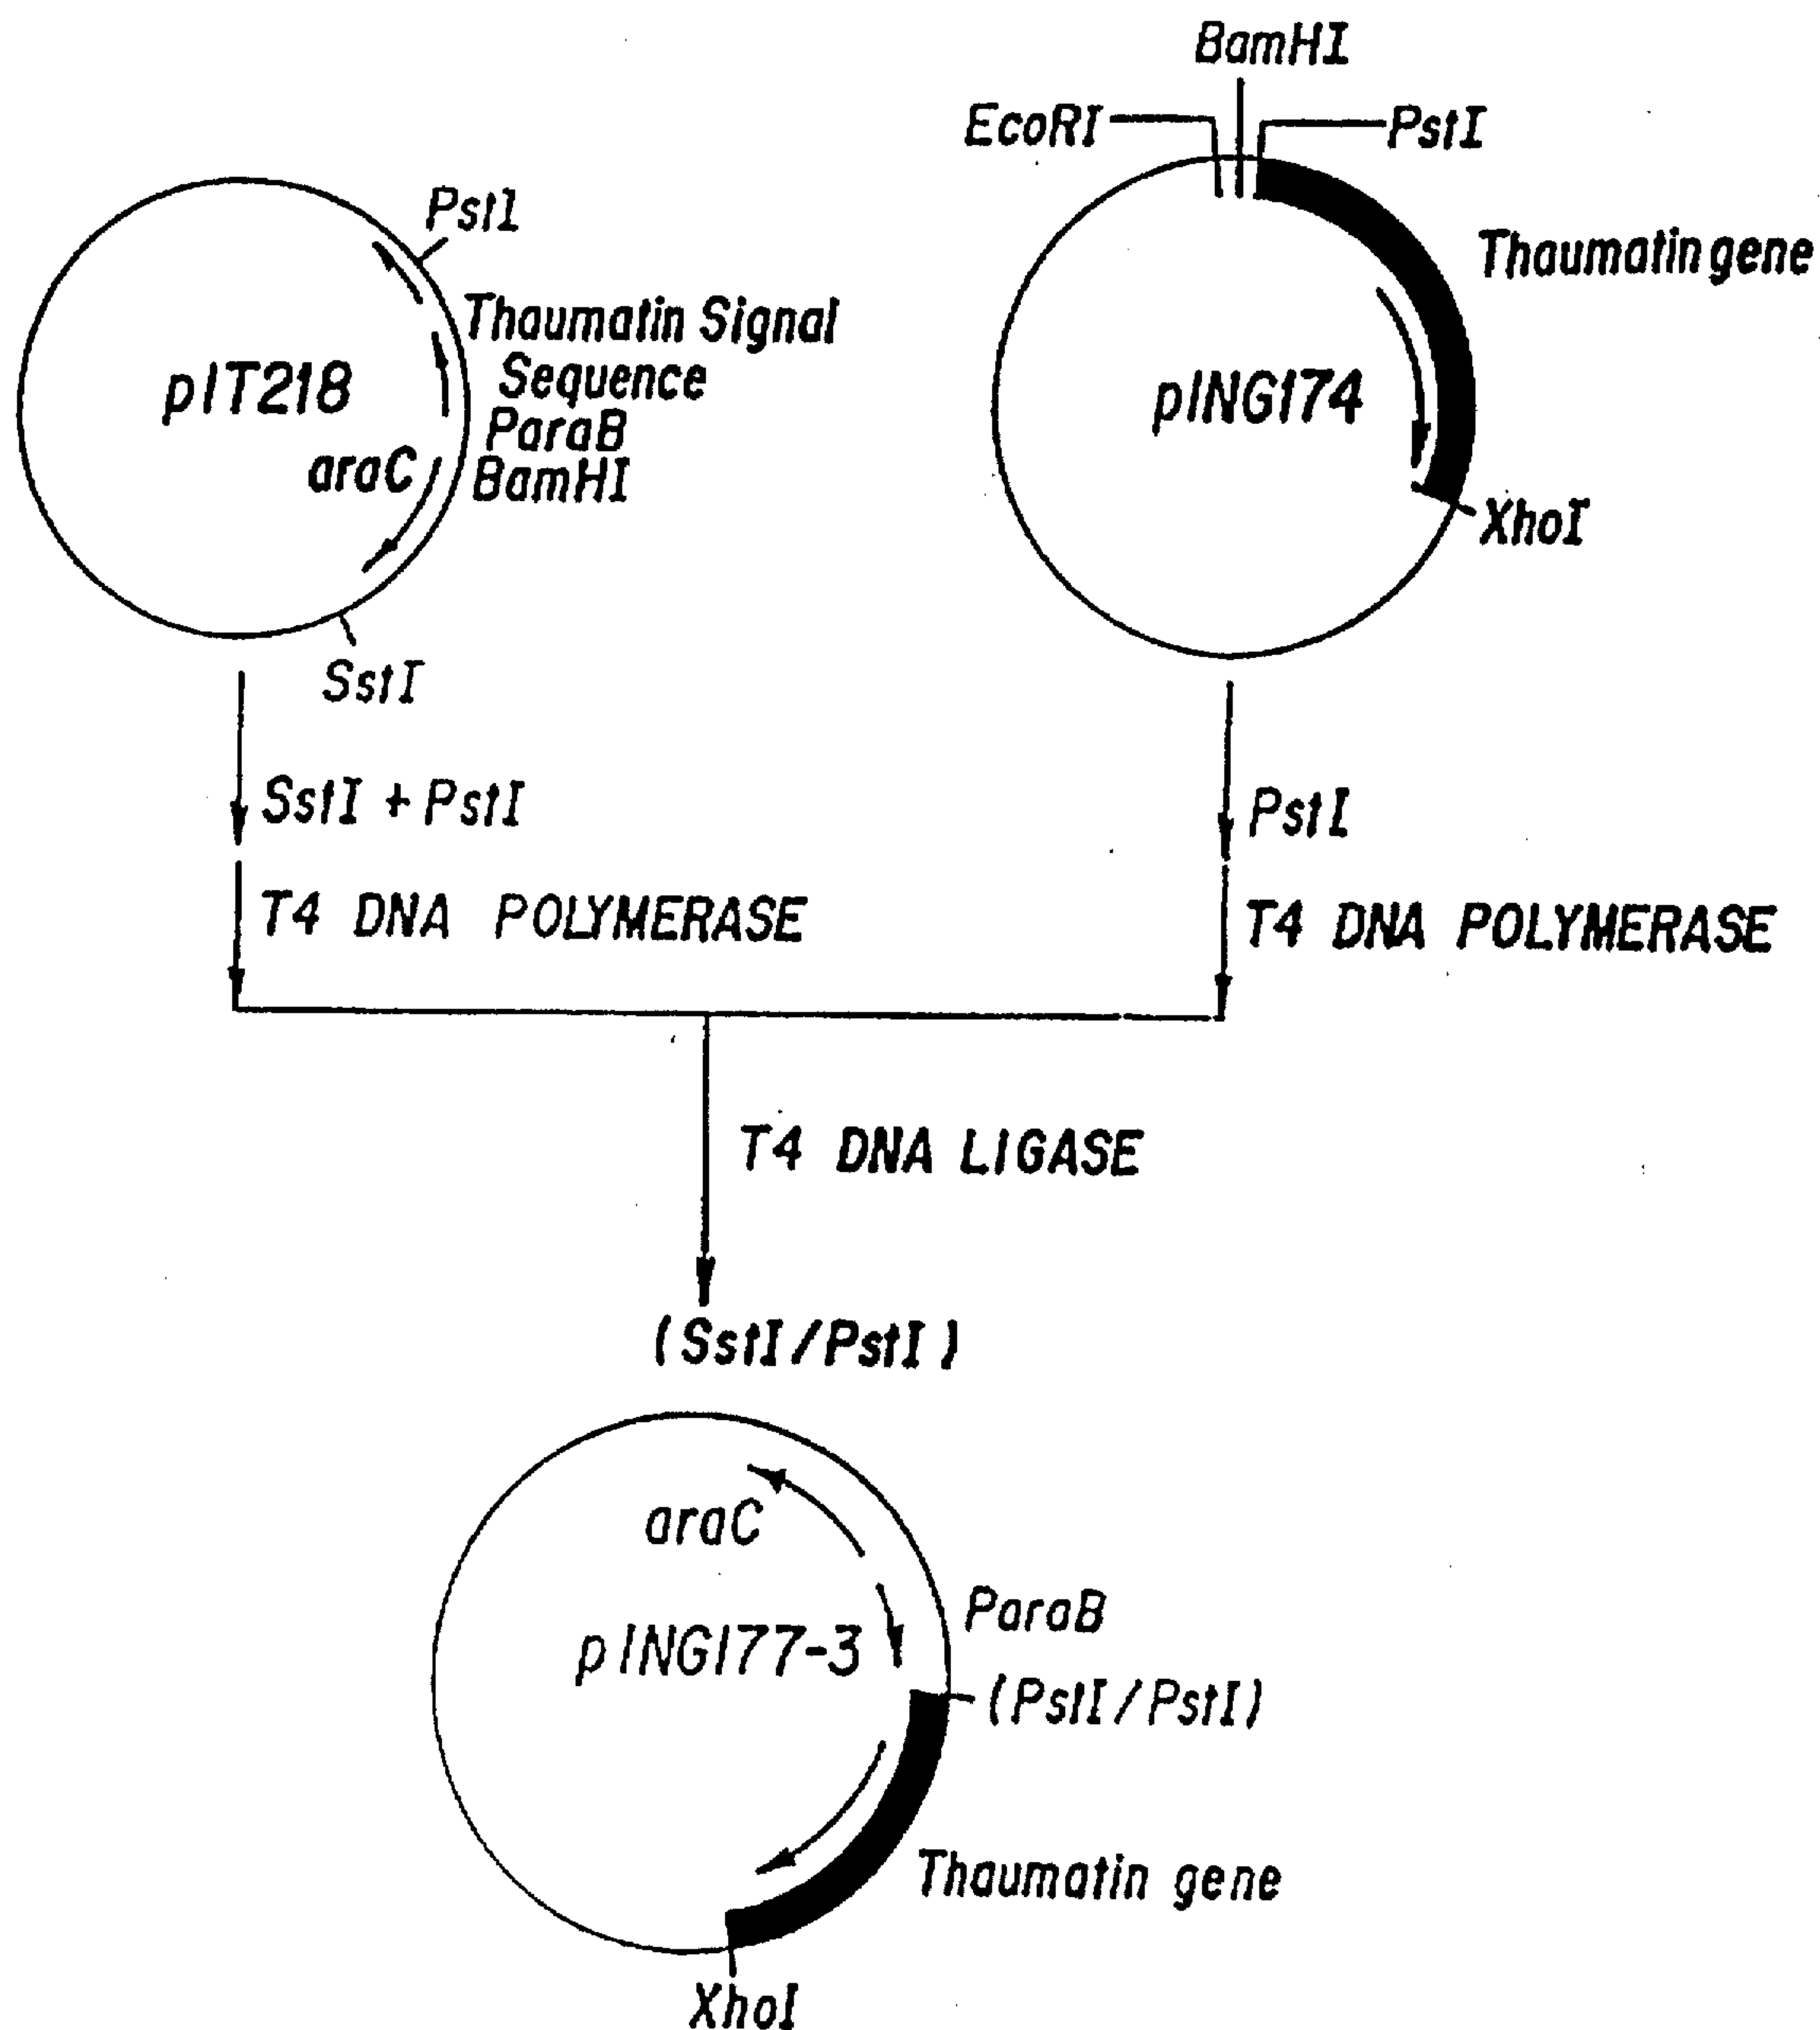 BamHI
EcoRI
PstI
PstI
Thaumatin gene
Thaumatin Signal
Sequence
pIT218
ParaB
araC
BamHI
pING174
XhoI
SstI
SstI + PstI
PstI
T4 DNA POLYMERASE
T4 DNA POLYMERASE
T4 DNA LIGASE
(SstI/PstI)
araC
ParaB
pING177-3
(PstI/PstI)
Thaumatin gene
XhoI